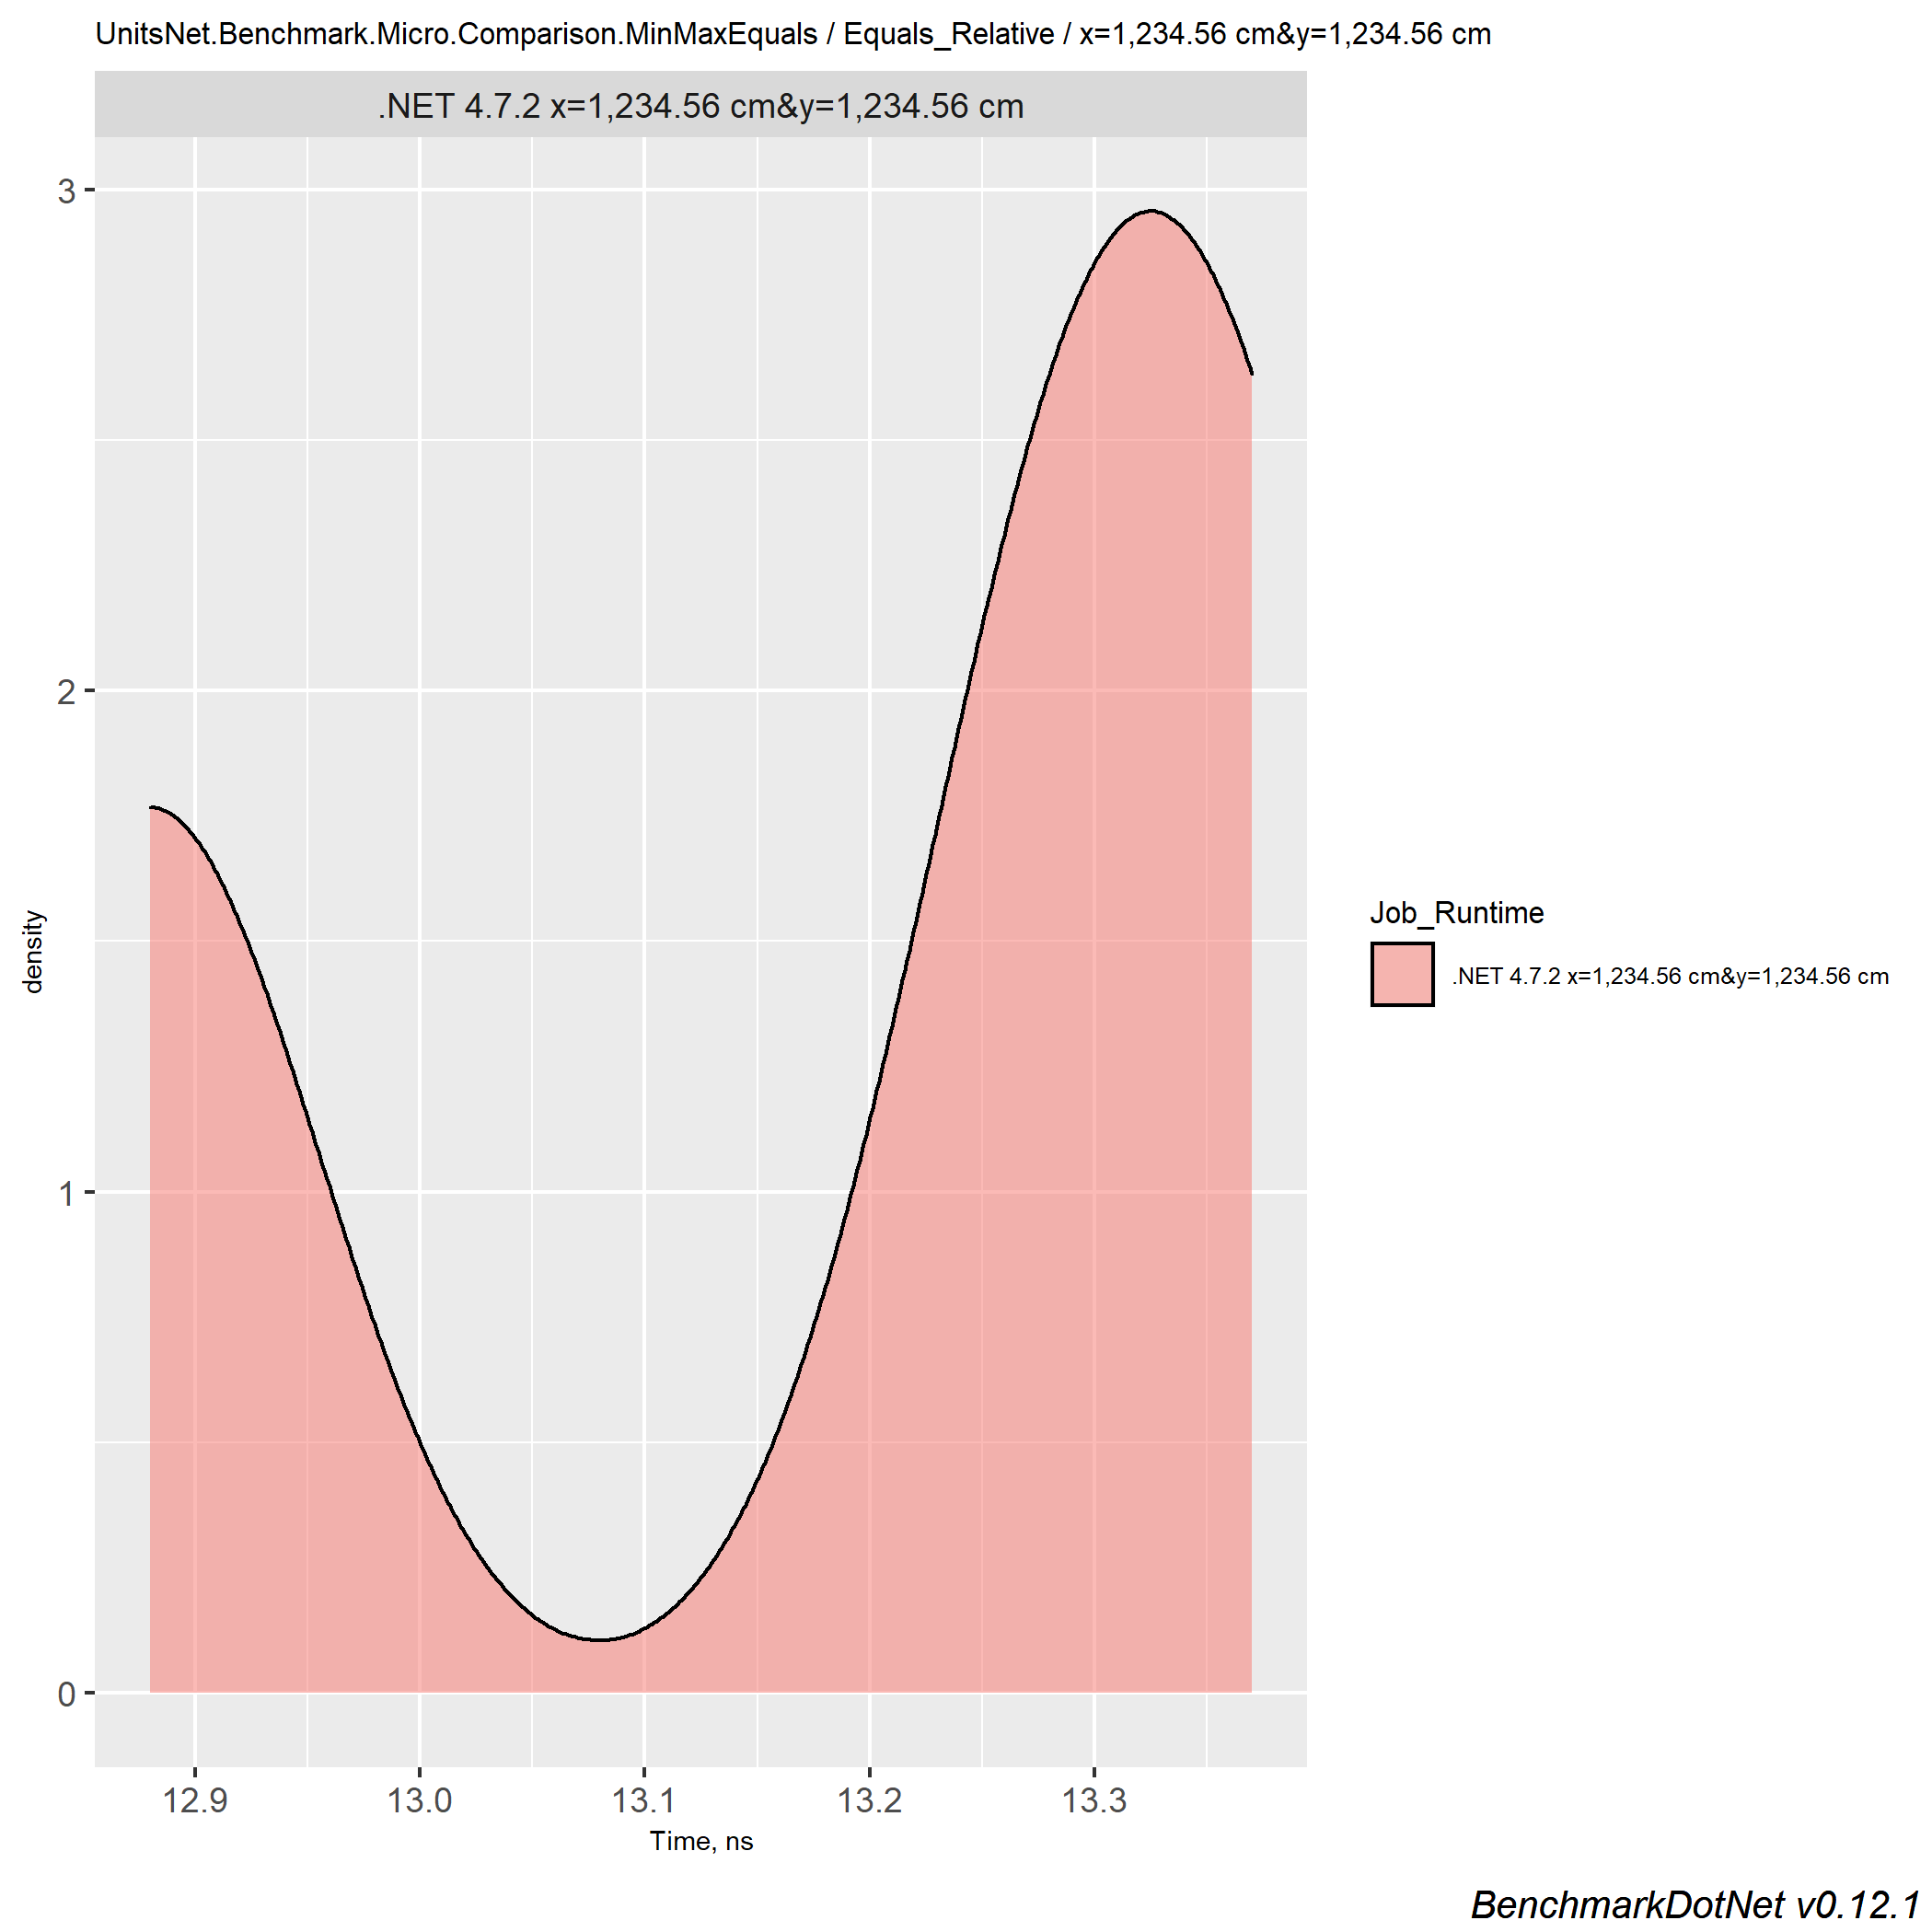 UnitsNet.Benchmark.Micro.Comparison.MinMaxEquals / Equals_Relative / x=1,234.56 cm&y=1,234.56 cm
.NET 4.7.2 x=1,234.56 cm&y=1,234.56 cm
3
2
1
0
density
12.9 13.0 13.1 13.2 13.3
Time, ns
Job_Runtime
.NET 4.7.2 x=1,234.56 cm&y=1,234.56 cm
BenchmarkDotNet v0.12.1